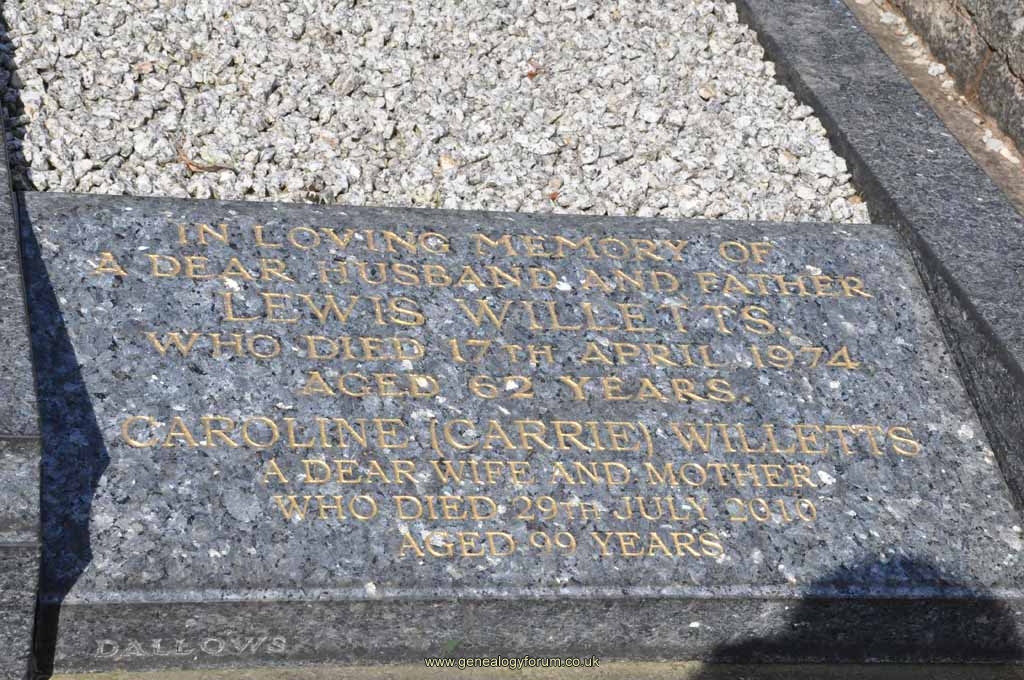 IN LOVING MEMORY OF
A DEAR HUSBAND AND FATHER
LEWIS WILLETTS.
WHO DIED 17TH APRIL 1974
AGED 62 YEARS.
CAROLINE (CARRIE) WILLETTS
A DEAR WIFE AND MOTHER
WHO DIED 29TH JULY 2010
AGED 99 YEARS
DALLOWS
www.genealogyforum.co.uk